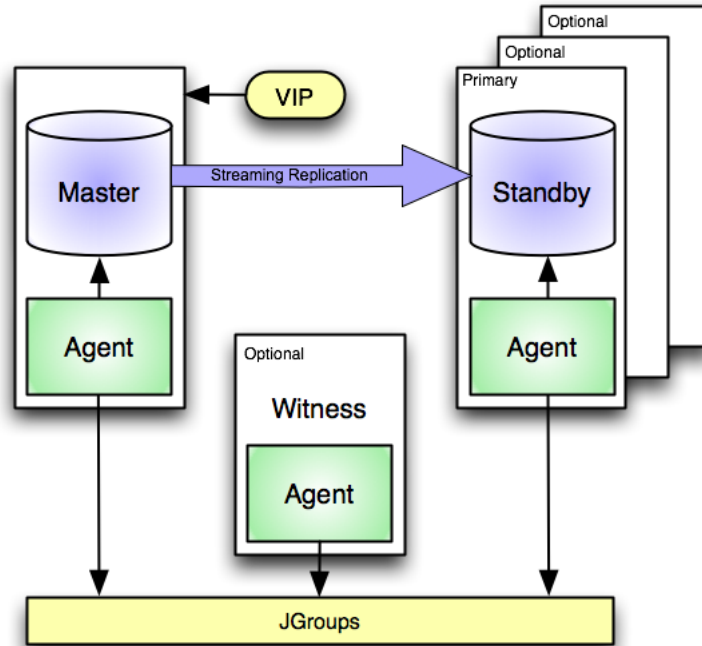 Optional
Optional
Primary
VIP
Master
Streaming Replication
Standby
Agent
Agent
Optional
Witness
Agent
JGroups